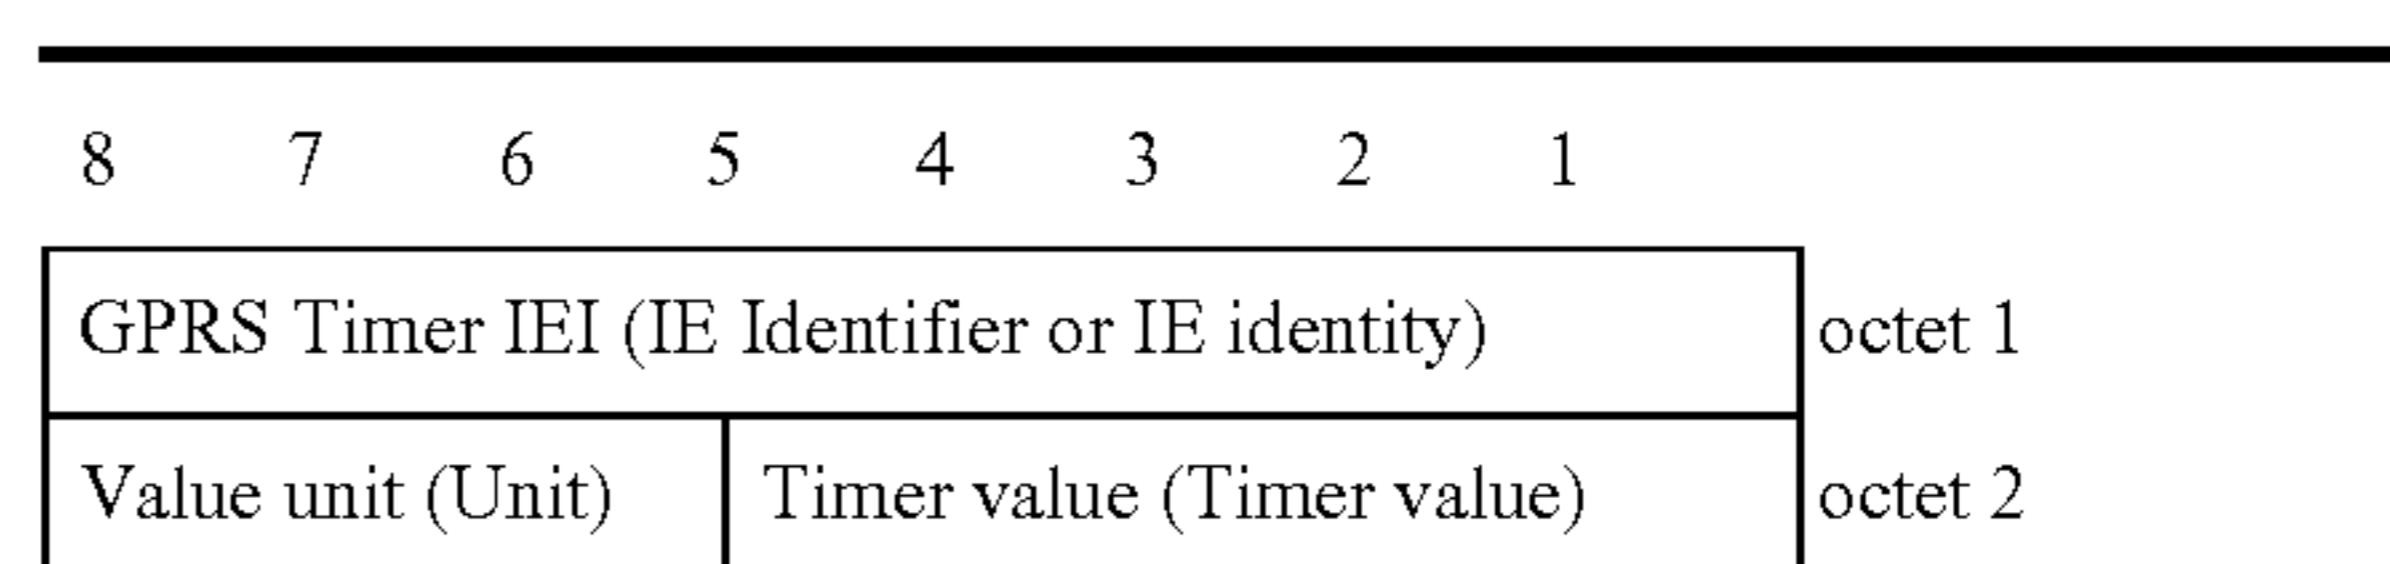 8 7 6 5 4 3 2 1
GPRS Timer IEI (IE Identifier or IE identity) octet 1
Value unit (Unit) Timer value (Timer value) octet 2